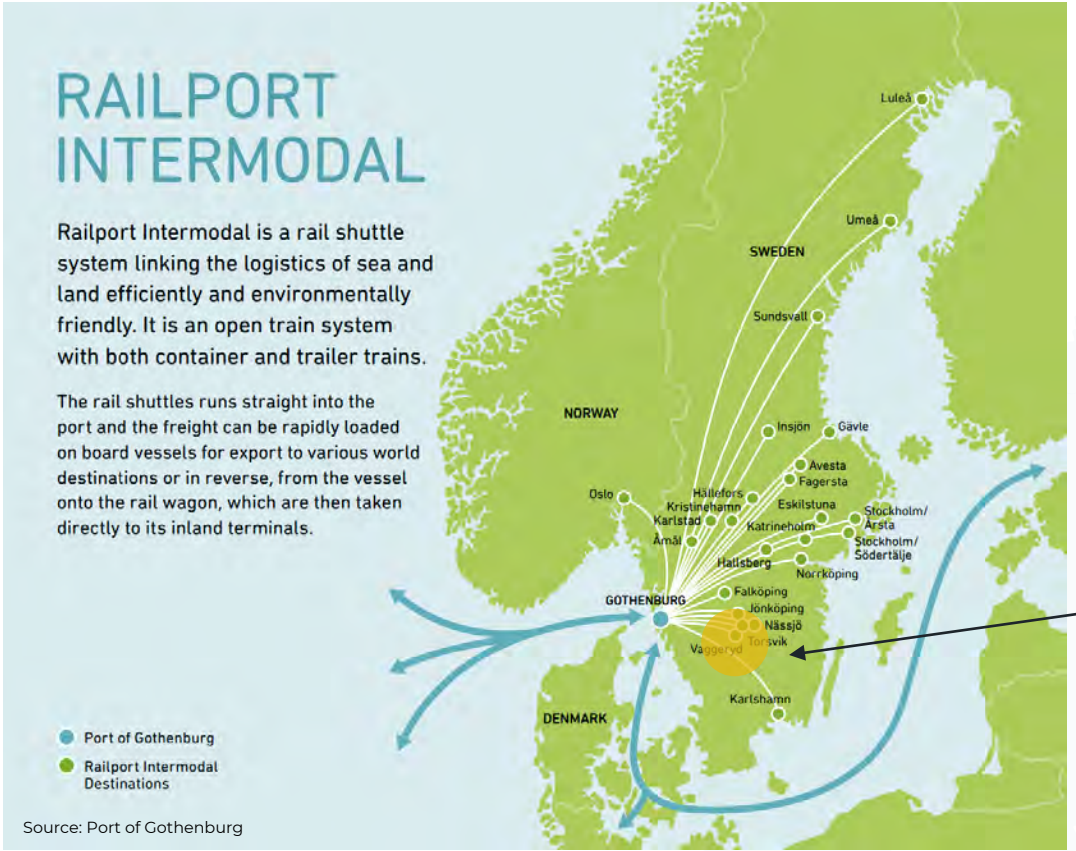 RAILPORT
INTERMODAL
Railport Intermodal is a rail shuttle
system linking the logistics of sea and
land efficiently and environmentally
friendly. It is an open train system
with both container and trailer trains.
The rail shuttles runs straight into the
port and the freight can be rapidly loaded
on board vessels for export to various world
destinations or in reverse, from the vessel
onto the rail wagon, which are then taken
directly to its inland terminals.
Luleå
Umeå
SWEDEN
Sundsvall
NORWAY
Insjön
Gävle
Avesta
Fagersta
Oslo
Hällefors
Kristinehamn
Karlstad
Eskilstuna
Stockholm/
Årsta
Katrineholm
Åmål
Stockholm/
Södertälje
Hallsberg
Norrköping
Falköping
GOTHENBURG
Jönköping
Nässjö
Torsvik
Vaggeryd
Karlshamn
DENMARK
Port of Gothenburg
Railport Intermodal
Destinations
Source: Port of Gothenburg